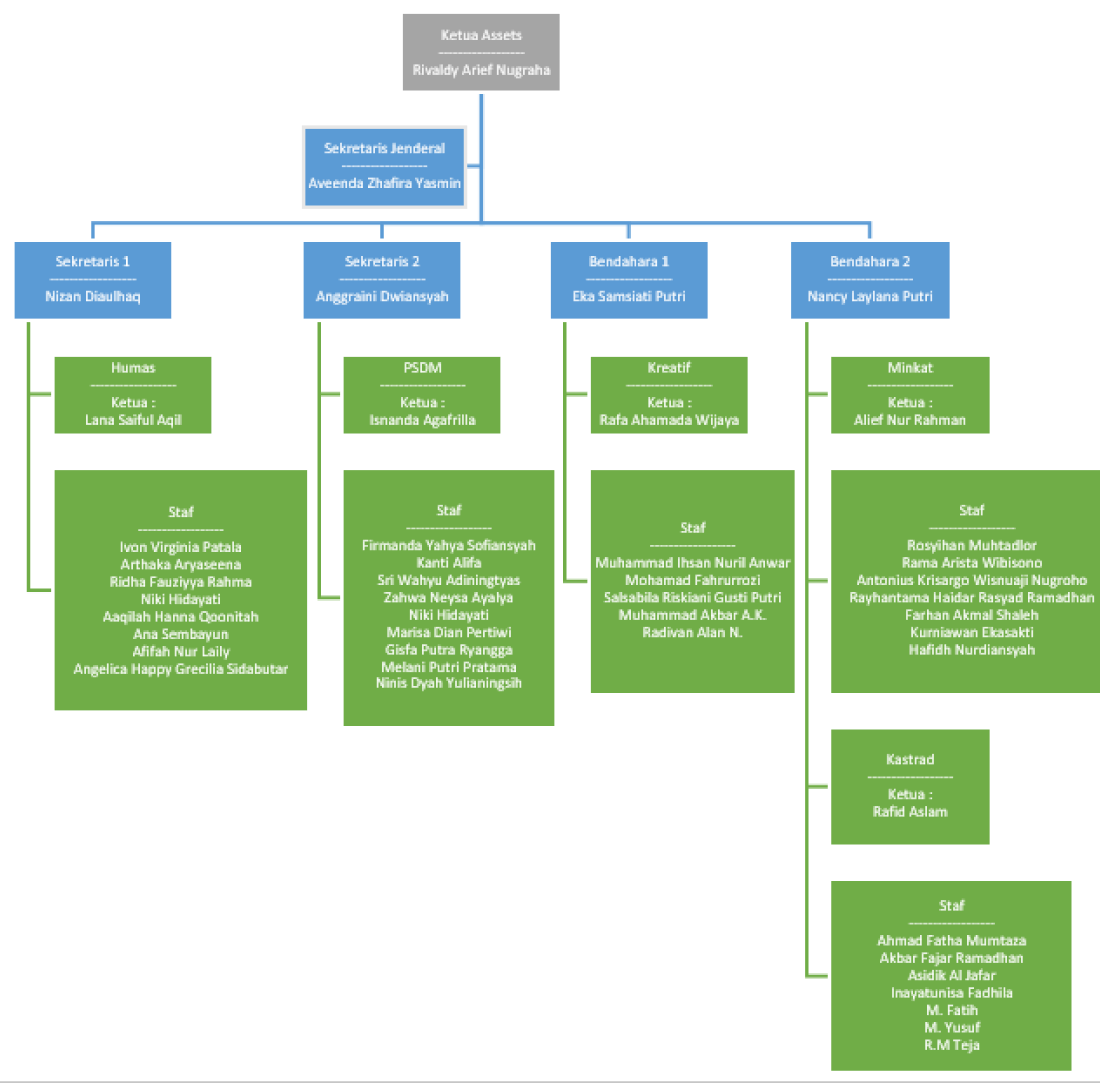 Ketua Assets
------------------
Rivaldy Arief Nugraha
Sekretaris Jenderal
------------------
Aveenda Zhafira Yasmin
Sekretaris 1
------------------
Nizan Diaulhaq
Sekretaris 2
------------------
Anggraini Dwiansyah
Bendahara 1
------------------
Eka Samsiati Putri
Bendahara 2
------------------
Nancy Laylana Putri
Humas
------------------
Ketua :
Lana Saiful Aqil
PSDM
------------------
Ketua :
Isnanda Agafrilla
Kreatif
------------------
Ketua :
Rafa Ahamada Wijaya
Minkat
------------------
Ketua :
Alief Nur Rahman
Staf
------------------
Ivon Virginia Patala
Arthaka Aryaseena
Ridha Fauziyya Rahma
Niki Hidayati
Aaqilah Hanna Qoonitah
Ana Sembayun
Afifah Nur Laily
Angelica Happy Grecilia Sidabutar
Staf
------------------
Firmanda Yahya Sofiansyah
Kanti Alifa
Sri Wahyu Adiningtyas
Zahwa Neysa Ayalya
Niki Hidayati
Marisa Dian Pertiwi
Gisfa Putra Ryangga
Melani Putri Pratama
Ninis Dyah Yulianingsih
Staf
------------------
Muhammad Ihsan Nuril Anwar
Mohamad Fahrurrozi
Salsabila Riskiani Gusti Putri
Muhammad Akbar A.K.
Radivan Alan N.
Staf
------------------
Rosyihan Muhtadlor
Rama Arista Wibisono
Antonius Krisargo Wisnuaji Nugroho
Rayhantama Haidar Rasyad Ramadhan
Farhan Akmal Shaleh
Kurniawan Ekasakti
Hafidh Nurdiansyah
Kastrad
------------------
Ketua :
Rafid Aslam
Staf
------------------
Ahmad Fatha Mumtaza
Akbar Fajar Ramadhan
Asidik Al Jafar
Inayatunisa Fadhila
M. Fatih
M. Yusuf
R.M Teja